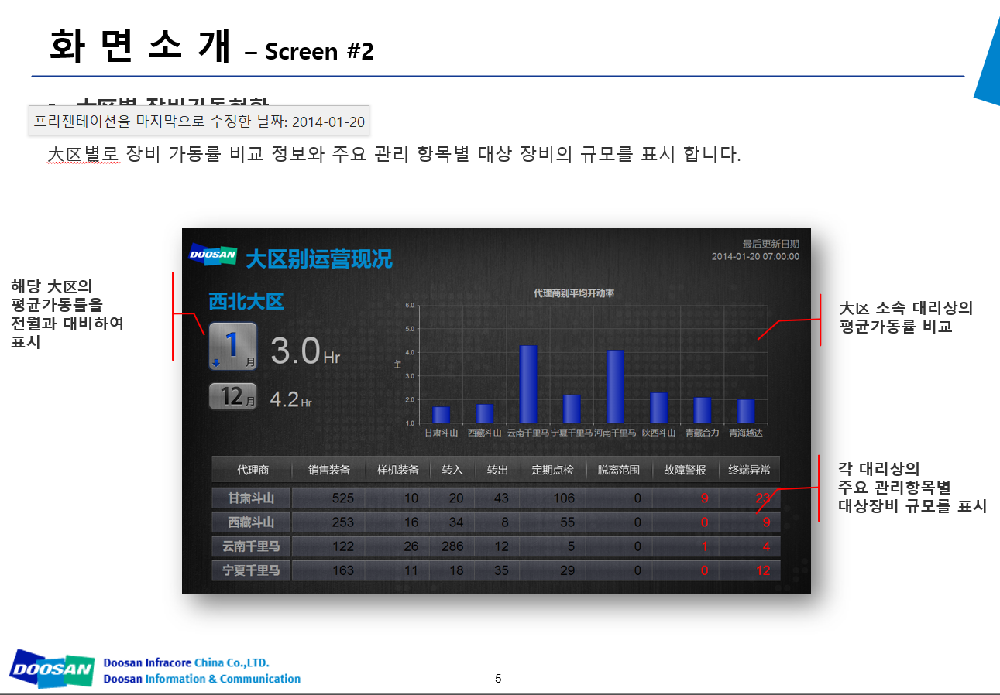 화 면 소 개 – Screen #2
大区별 장비가동현황
프리젠테이션을 마지막으로 수정한 날짜: 2014-01-20
大区별로 장비 가동률 비교 정보와 주요 관리 항목별 대상 장비의 규모를 표시 합니다.
DOOSAN
大区别运营现况
最后更新日期
2014-01-20 07:00:00
해당 大区의
평균가동률을
전월과 대비하여
표시
西北大区
1 月
3.0 Hr
12 月
4.2 Hr
代理商别平均开动率
6.0
5.0
4.0
3.0
2.0
1.0
Hr
甘肃斗山 西藏斗山 云南千里马 宁夏千里马 河南千里马 陕西斗山 青藏合力 青海越达
大区 소속 대리상의
평균가동률 비교
代理商 销售装备 样机装备 转入 转出 定期点检 脱离范围 故障警报 终端异常
甘肃斗山 525 10 20 43 106 0 9 23
西藏斗山 253 16 34 8 55 0 0 9
云南千里马 122 26 286 12 5 0 1 4
宁夏千里马 163 11 18 35 29 0 0 12
각 대리상의
주요 관리항목별
대상장비 규모를 표시
DOOSAN
Doosan Infracore China Co.,LTD.
Doosan Information & Communication
5